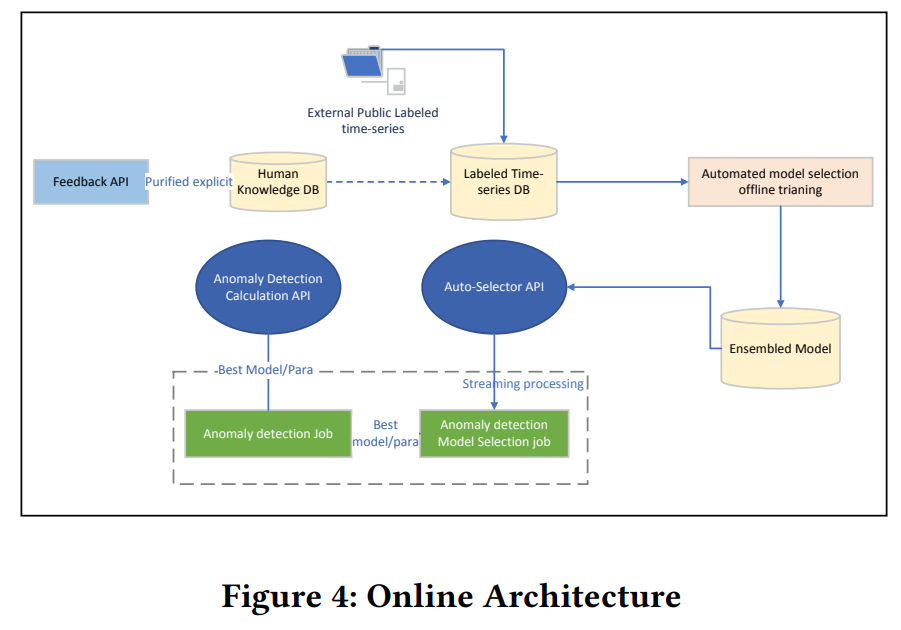 External Public Labeled
time-series
Feedback API
Purified explicit
Human
Knowledge DB
Labeled Time-
series DB
Automated model selection
offline trianing
Anomaly Detection
Calculation API
Auto-Selector API
Ensembled Model
Best Model/Para
Streaming processing
Anomaly detection Job
Best
model/para
Anomaly detection
Model Selection job
Figure 4: Online Architecture